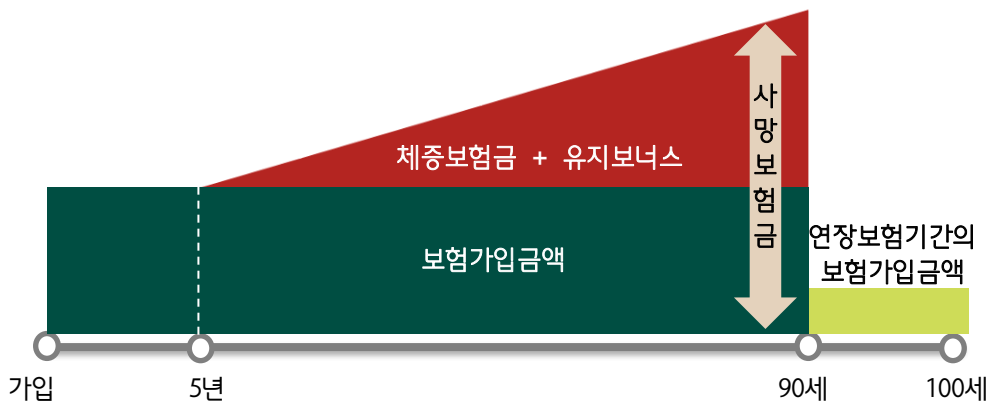 체증보험금 + 유지보너스
사망보험금
보험가입금액
연장보험기간의
보험가입금액
가입
5년
90세
100세